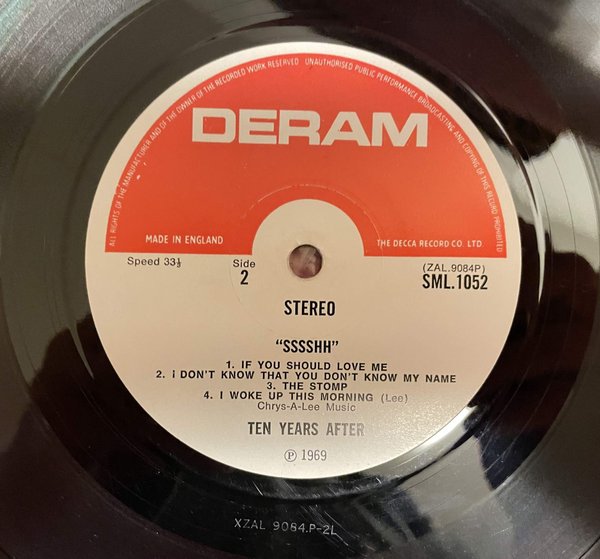 ALL RIGHTS OF THE MANUFACTURER AND OF THE OWNER OF THE RECORDED WORK RESERVED UNAUTHORISED PUBLIC PERFORMANCE BROADCASTING AND COPYING OF THIS RECORD PROHIBITED
DERAM
MADE IN ENGLAND
THE DECCA RECORD CO. LTD
Speed 33⅓
Side
2
(ZAL.9084P)
SML.1052
STEREO
"SSSSHH"
1. IF YOU SHOULD LOVE ME
2. I DON'T KNOW THAT YOU DON'T KNOW MY NAME
3. THE STOMP
4. I WOKE UP THIS MORNING (Lee)
Chrys-A-Lee Music
TEN YEARS AFTER
Ⓟ 1969
XZAL 9084.P-2L